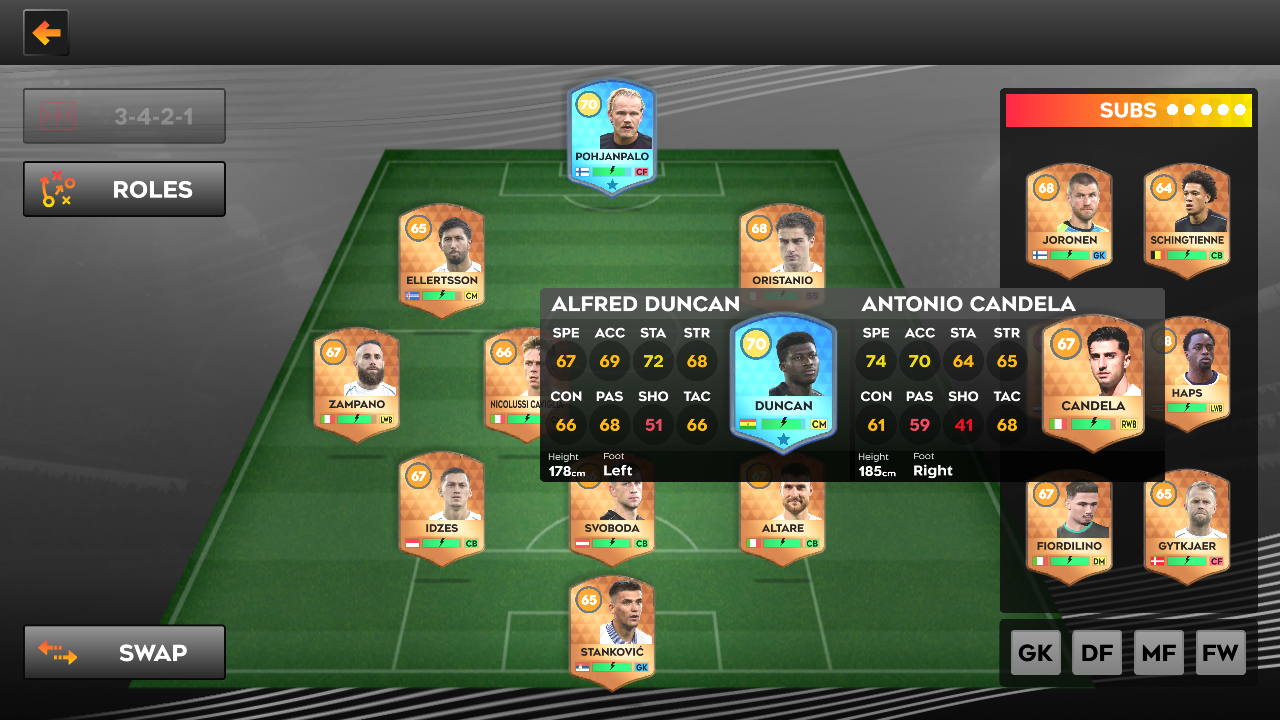 3-4-2-1
ROLES
70
POHJANPALO
CF
65
ELLERTSSON
CM
68
ORISTANIO
SS
67
ZAMPANO
LWB
66
ALFRED DUNCAN
SPE ACC STA STR
67 69 72 68
CON PAS SHO TAC
66 68 51 66
Height Foot
178cm Left
70
DUNCAN
CM
ANTONIO CANDELA
SPE ACC STA STR
74 70 64 65
CON PAS SHO TAC
61 59 41 68
Height Foot
185cm Right
67
CANDELA
RWB
67
IDZES
CB
SVOBODA
CB
ALTARE
CB
65
STANKOVIĆ
GK
SWAP
SUBS
68
JORONEN
GK
64
SCHINGTIENNE
CB
HAPS
LWB
67
FIORDILINO
DM
65
GYTKJAER
CF
GK DF MF FW